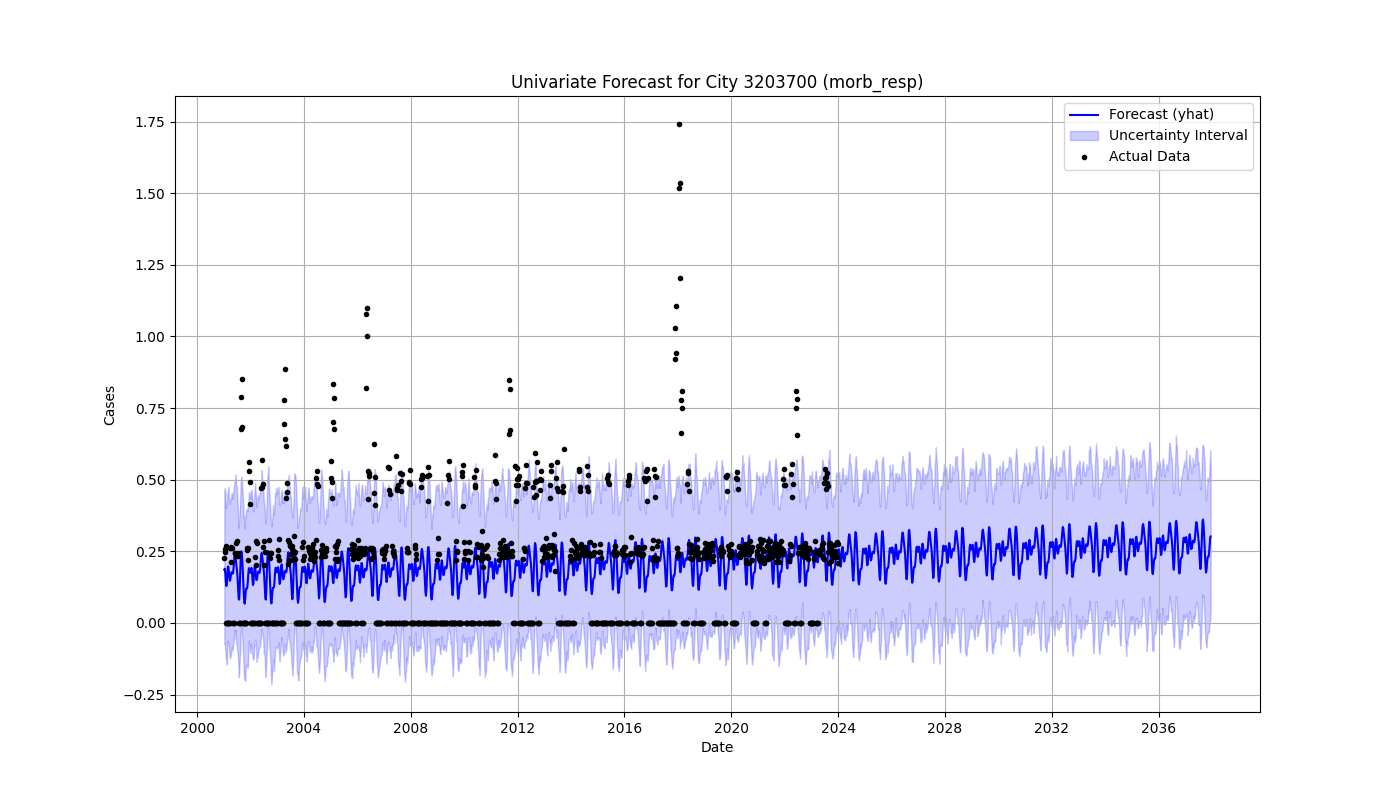 Univariate Forecast for City 3203700 (morb_resp)
Forecast (yhat)
Uncertainty Interval
Actual Data
Cases
1.75
1.50
1.25
1.00
0.75
0.50
0.25
0.00
−0.25
2000 2004 2008 2012 2016 2020 2024 2028 2032 2036
Date